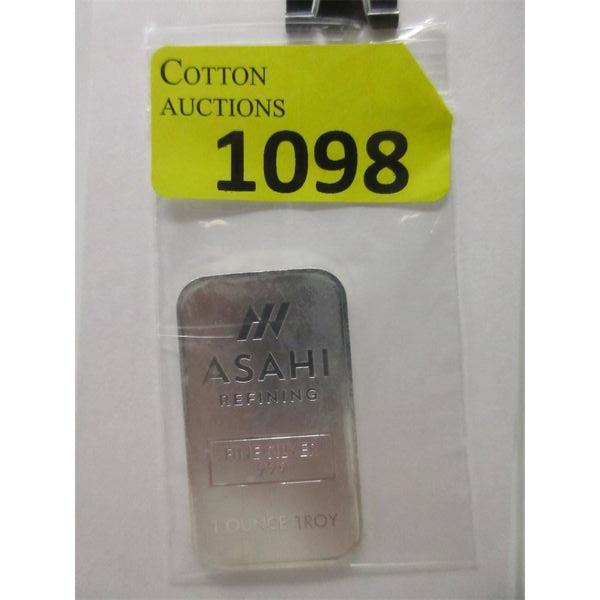 COTTON
AUCTIONS
1098
ASAHI
REFINING
FINE SILVER
999
1 OUNCE TROY